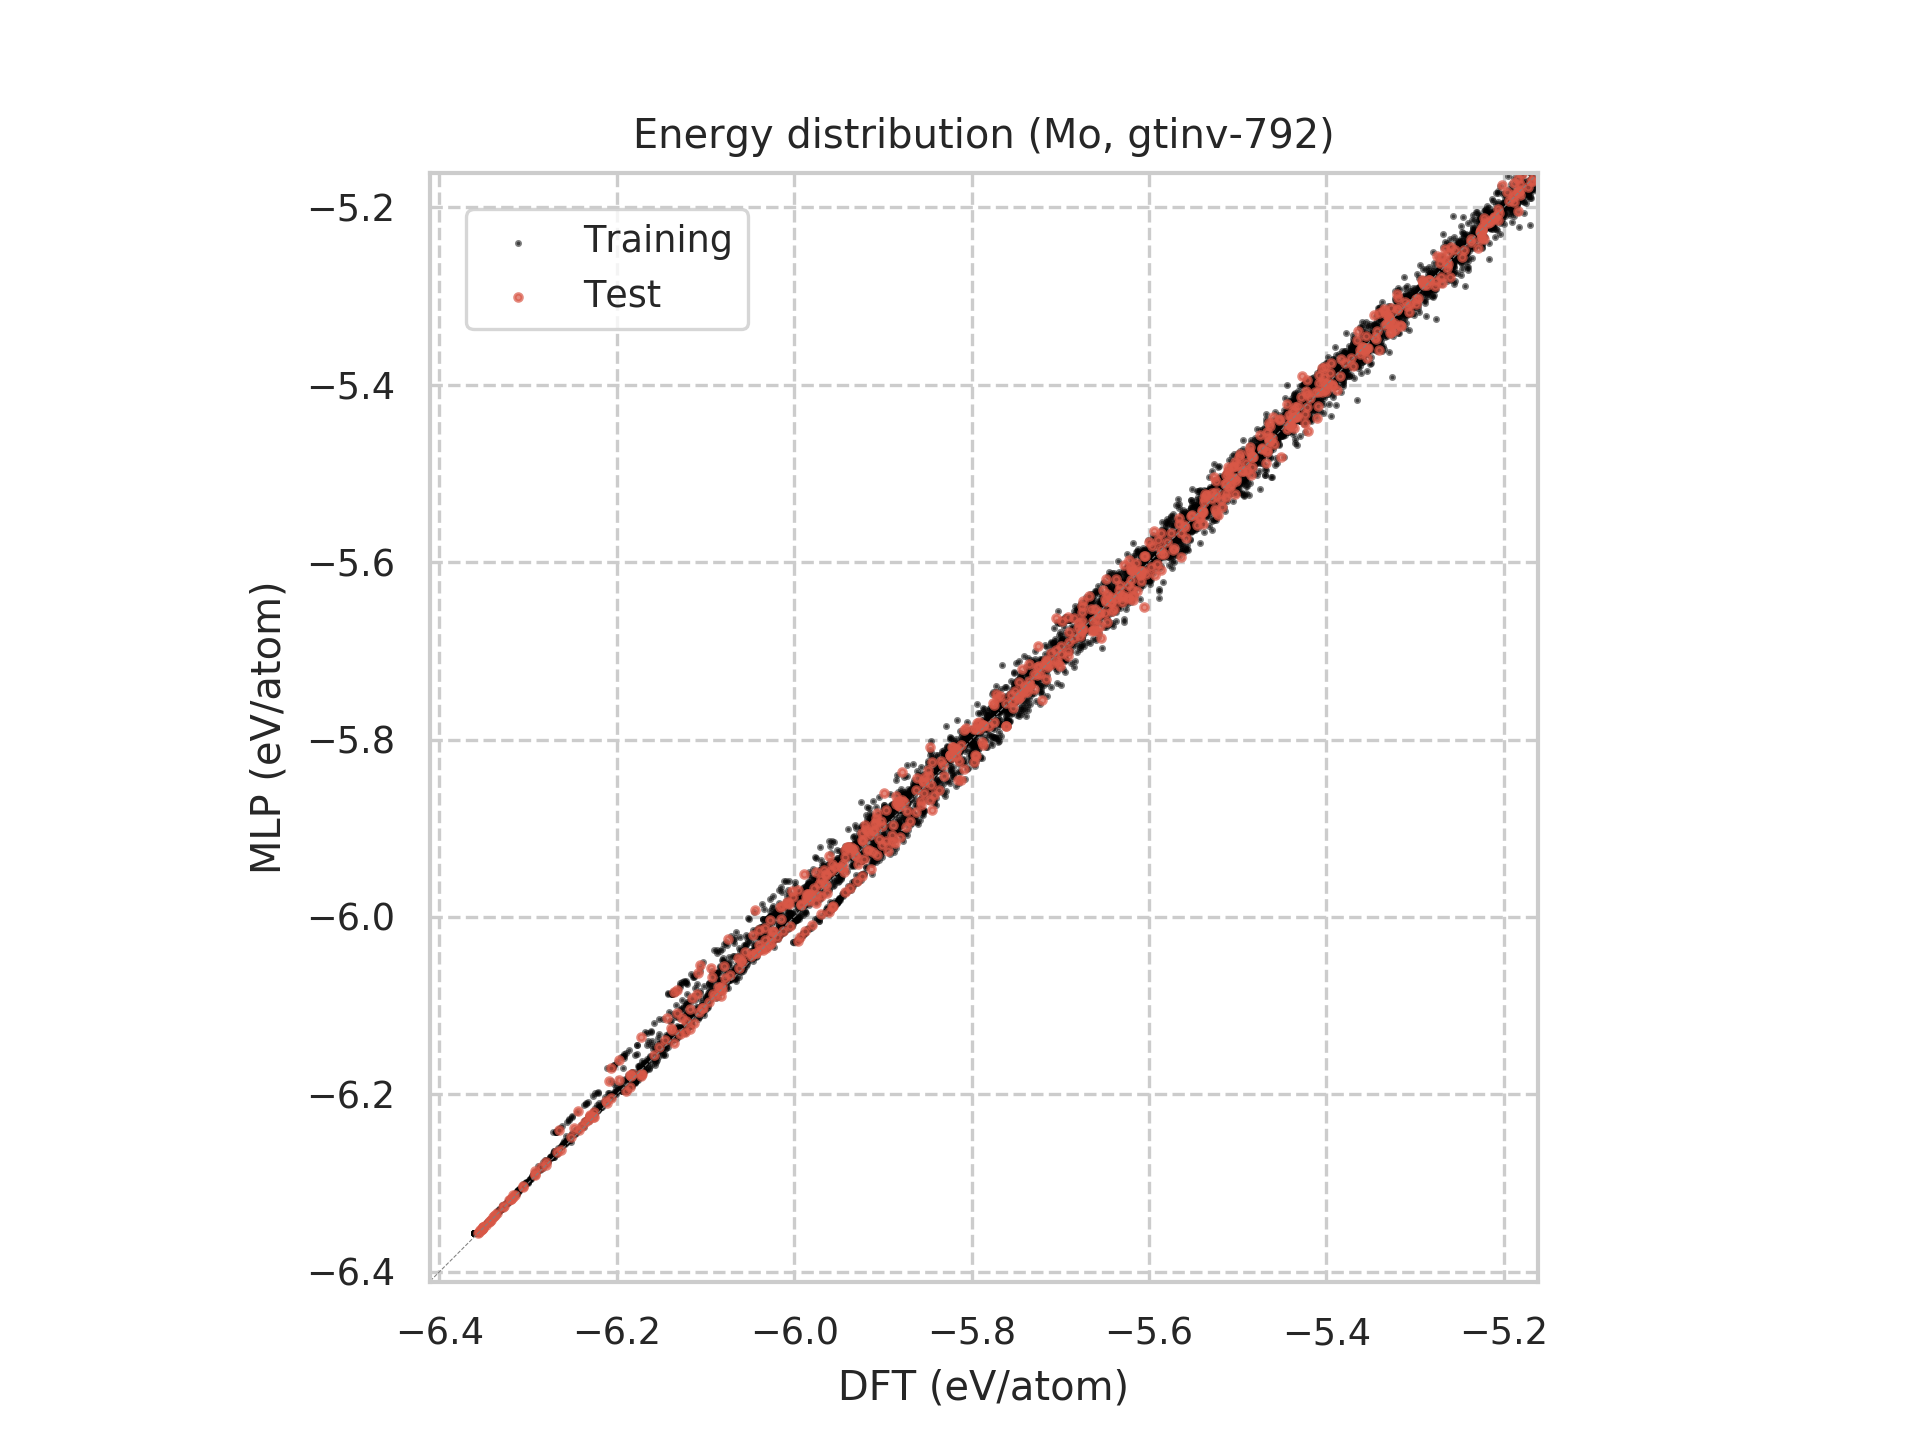 Energy distribution (Mo, gtinv-792)
Training
Test
MLP (eV/atom)
−5.2
−5.4
−5.6
−5.8
−6.0
−6.2
−6.4
−6.4 −6.2 −6.0 −5.8 −5.6 −5.4 −5.2
DFT (eV/atom)